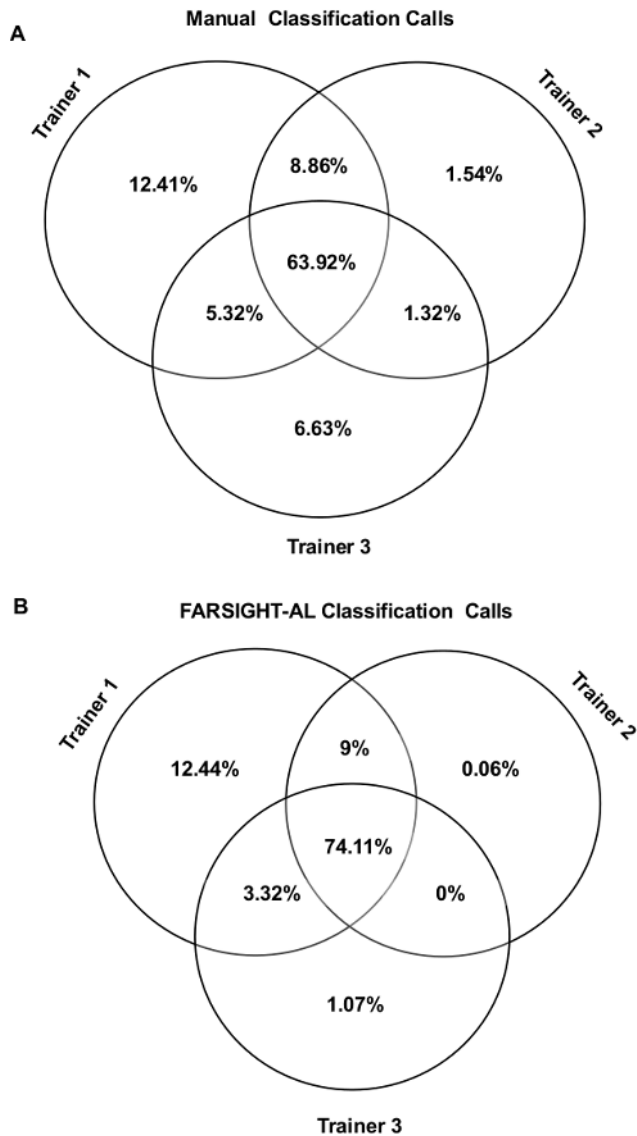 A
Manual Classification Calls
Trainer 1
Trainer 2
12.41%
8.86%
1.54%
63.92%
5.32%
1.32%
6.63%
Trainer 3
B
FARSIGHT-AL Classification Calls
Trainer 1
Trainer 2
12.44%
9%
0.06%
74.11%
3.32%
0%
1.07%
Trainer 3